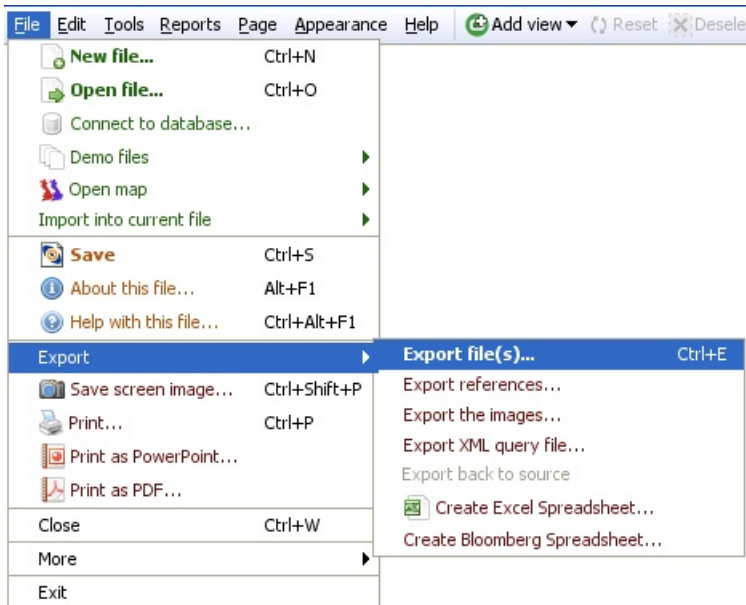 File Edit Tools Reports Page Appearance Help Add view Reset Desele
New file... Ctrl+N
Open file... Ctrl+O
Connect to database...
Demo files
Open map
Import into current file
Save Ctrl+S
About this file... Alt+F1
Help with this file... Ctrl+Alt+F1
Export
Save screen image... Ctrl+Shift+P
Print... Ctrl+P
Print as PowerPoint...
Print as PDF...
Close Ctrl+W
More
Exit
Export file(s)... Ctrl+E
Export references...
Export the images...
Export XML query file...
Export back to source
Create Excel Spreadsheet...
Create Bloomberg Spreadsheet...